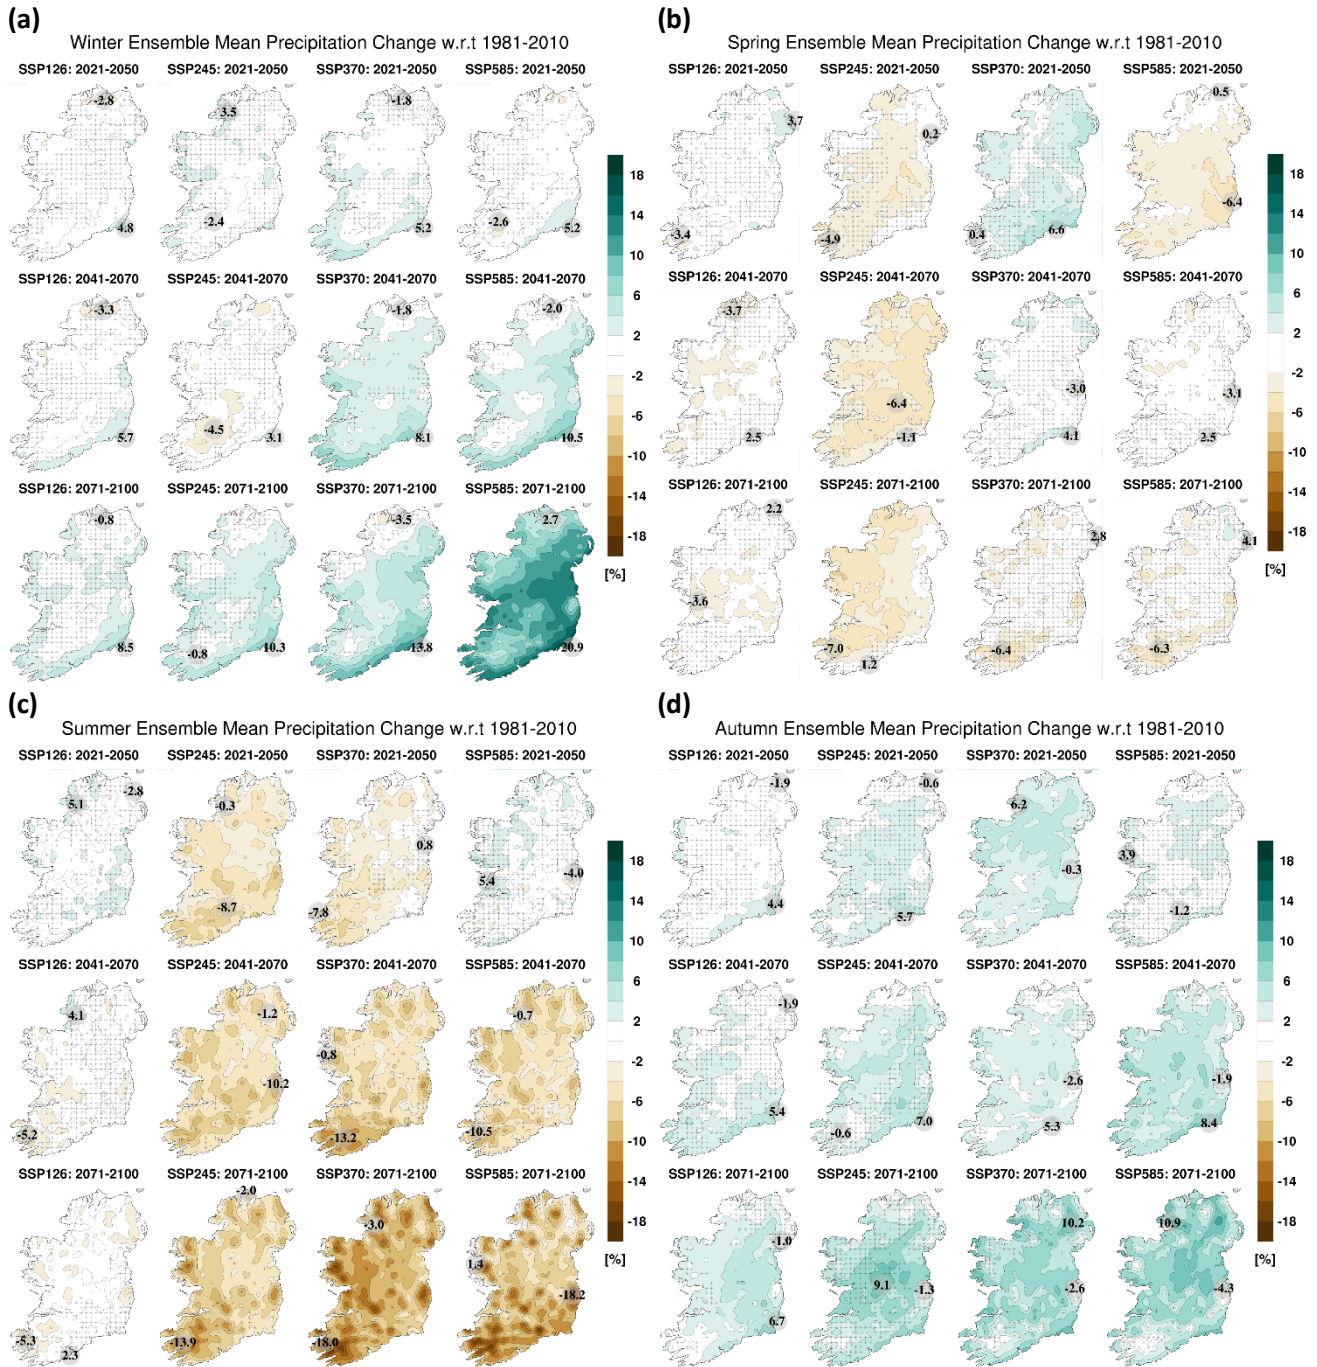 (a)
Winter Ensemble Mean Precipitation Change w.r.t 1981-2010
SSP126: 2021-2050 SSP245: 2021-2050 SSP370: 2021-2050 SSP585: 2021-2050
-2.8 3.5 -1.8
4.8 -2.4 5.2 -2.6 5.2
SSP126: 2041-2070 SSP245: 2041-2070 SSP370: 2041-2070 SSP585: 2041-2070
-3.3 -1.8 -2.0
5.7 -4.5 3.1 8.1 10.5
SSP126: 2071-2100 SSP245: 2071-2100 SSP370: 2071-2100 SSP585: 2071-2100
-0.8 -3.5 2.7
8.5 -0.8 10.3 13.8 20.9
18
14
10
6
2
-2
-6
-10
-14
-18
[%]
(b)
Spring Ensemble Mean Precipitation Change w.r.t 1981-2010
SSP126: 2021-2050 SSP245: 2021-2050 SSP370: 2021-2050 SSP585: 2021-2050
3.7 0.2 0.5
-3.4 -4.9 0.4 6.6 -6.4
SSP126: 2041-2070 SSP245: 2041-2070 SSP370: 2041-2070 SSP585: 2041-2070
-3.7 -6.4 -3.0 -3.1
2.5 -1.1 4.1 2.5
SSP126: 2071-2100 SSP245: 2071-2100 SSP370: 2071-2100 SSP585: 2071-2100
2.2 2.8 4.1
-3.6 -7.0 1.2 -6.4 -6.3
18
14
10
6
2
-2
-6
-10
-14
-18
[%]
(c)
Summer Ensemble Mean Precipitation Change w.r.t 1981-2010
SSP126: 2021-2050 SSP245: 2021-2050 SSP370: 2021-2050 SSP585: 2021-2050
5.1 -2.8 -0.3 0.8 -4.0
-8.7 -7.8 5.4
SSP126: 2041-2070 SSP245: 2041-2070 SSP370: 2041-2070 SSP585: 2041-2070
4.1 -1.2 -0.8 -0.7
-5.2 -10.2 -13.2 -10.5
SSP126: 2071-2100 SSP245: 2071-2100 SSP370: 2071-2100 SSP585: 2071-2100
-2.0 -3.0 1.4
-5.3 2.3 -13.9 -18.0 -18.2
18
14
10
6
2
-2
-6
-10
-14
-18
[%]
(d)
Autumn Ensemble Mean Precipitation Change w.r.t 1981-2010
SSP126: 2021-2050 SSP245: 2021-2050 SSP370: 2021-2050 SSP585: 2021-2050
-1.9 -0.6 6.2 3.9
4.4 5.7 -0.3 -1.2
SSP126: 2041-2070 SSP245: 2041-2070 SSP370: 2041-2070 SSP585: 2041-2070
-1.9 -2.6 -1.9
5.4 -0.6 7.0 5.3 8.4
SSP126: 2071-2100 SSP245: 2071-2100 SSP370: 2071-2100 SSP585: 2071-2100
-1.0 9.1 10.2 10.9
6.7 -1.3 -2.6 -4.3
18
14
10
6
2
-2
-6
-10
-14
-18
[%]